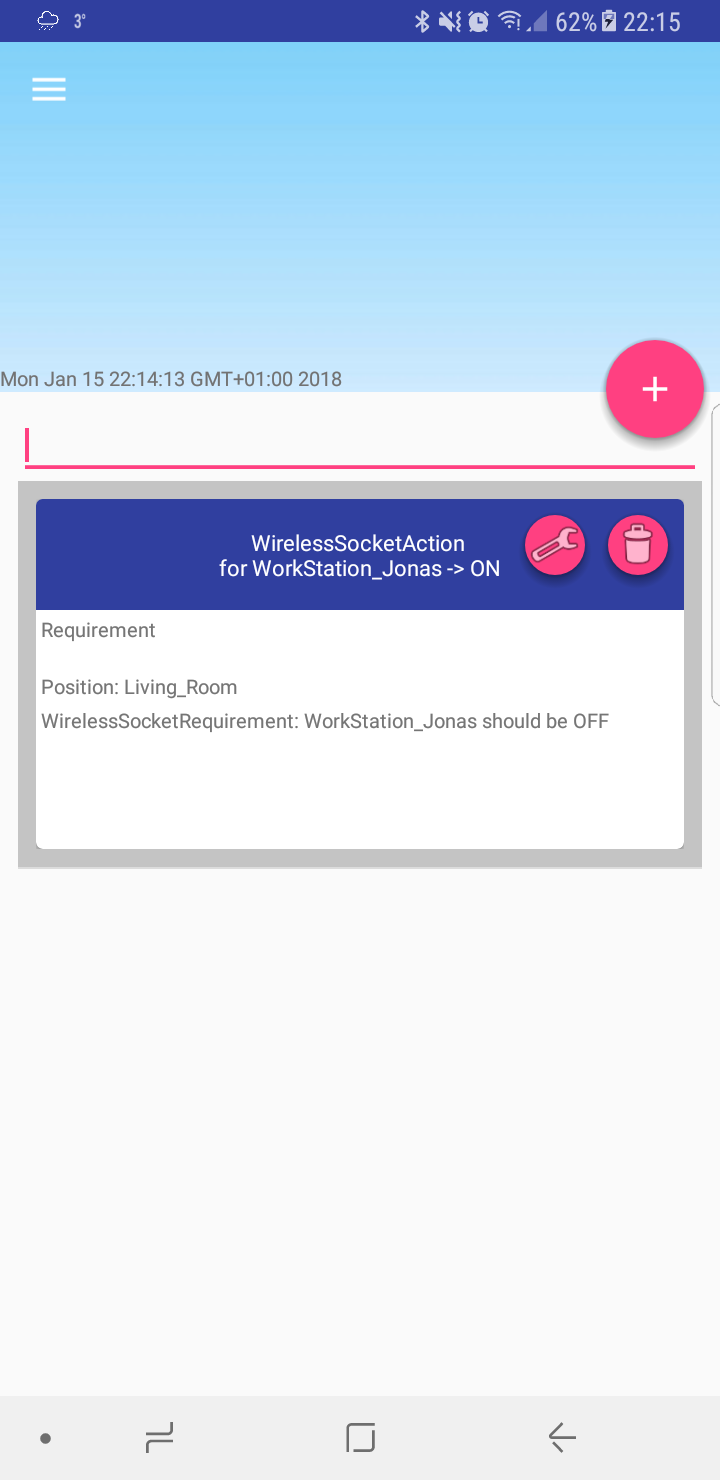 3°
62% 22:15
Mon Jan 15 22:14:13 GMT+01:00 2018
WirelessSocketAction
for WorkStation_Jonas -> ON
Requirement
Position: Living_Room
WirelessSocketRequirement: WorkStation_Jonas should be OFF